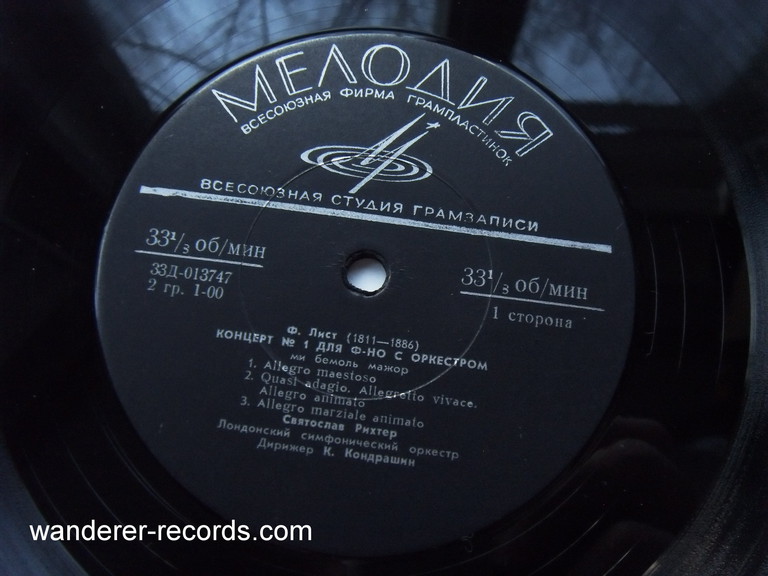 МЕЛОДИЯ
ВСЕСОЮЗНАЯ ФИРМА ГРАМПЛАСТИНОК
ВСЕСОЮЗНАЯ СТУДИЯ ГРАМЗАПИСИ
33¹/₃ об/мин
33Д-013747
2 гр. 1-00
33¹/₃ об/мин
1 сторона
Ф. Лист (1811—1886)
КОНЦЕРТ № 1 ДЛЯ Ф-НО С ОРКЕСТРОМ
ми бемоль мажор
1. Allegro maestoso
2. Quasi adagio. Allegretto vivace.
Allegro animato
3. Allegro marziale animato
Святослав Рихтер
Лондонский симфонический оркестр
Дирижер К. Кондрашин
wanderer-records.com